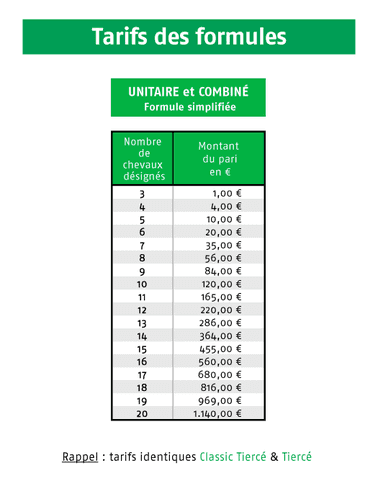 Tarifs des formules
UNITAIRE et COMBINÉ
Formule simplifiée
Nombre de chevaux désignés Montant du pari en €
3 1,00 €
4 4,00 €
5 10,00 €
6 20,00 €
7 35,00 €
8 56,00 €
9 84,00 €
10 120,00 €
11 165,00 €
12 220,00 €
13 286,00 €
14 364,00 €
15 455,00 €
16 560,00 €
17 680,00 €
18 816,00 €
19 969,00 €
20 1.140,00 €
Rappel : tarifs identiques Classic Tiercé & Tiercé